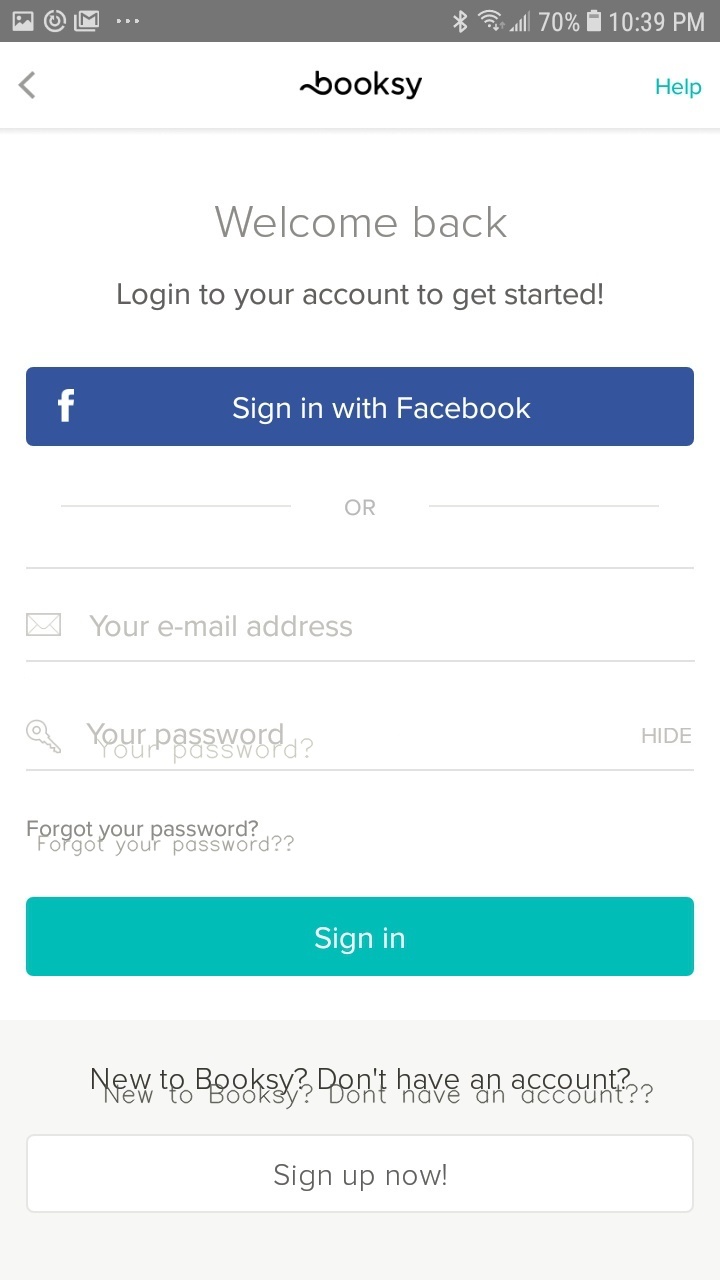 70% 10:39 PM
booksy
Help
Welcome back
Login to your account to get started!
f Sign in with Facebook
OR
Your e-mail address
Your password HIDE
Your password?
Forgot your password?
Forgot your password??
Sign in
New to Booksy? Don't have an account?
New to Booksy? Dont nave an qccount??
Sign up now!